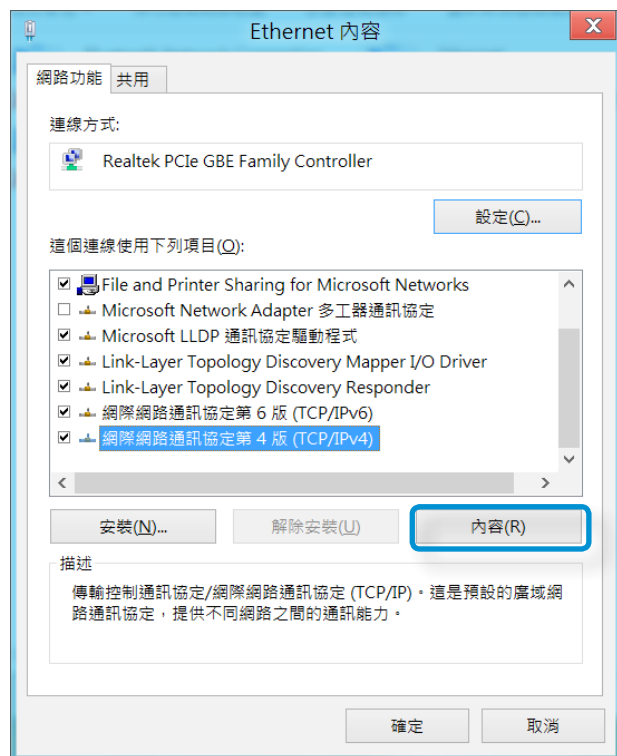 Ethernet 內容
X
網路功能 共用
連線方式:
Realtek PCIe GBE Family Controller
設定(C)...
這個連線使用下列項目(O):
File and Printer Sharing for Microsoft Networks
Microsoft Network Adapter 多工器通訊協定
Microsoft LLDP 通訊協定驅動程式
Link-Layer Topology Discovery Mapper I/O Driver
Link-Layer Topology Discovery Responder
網際網路通訊協定第 6 版 (TCP/IPv6)
網際網路通訊協定第 4 版 (TCP/IPv4)
安裝(N)... 解除安裝(U) 內容(R)
描述
傳輸控制通訊協定/網際網路通訊協定 (TCP/IP)。這是預設的廣域網
路通訊協定，提供不同網路之間的通訊能力。
確定 取消